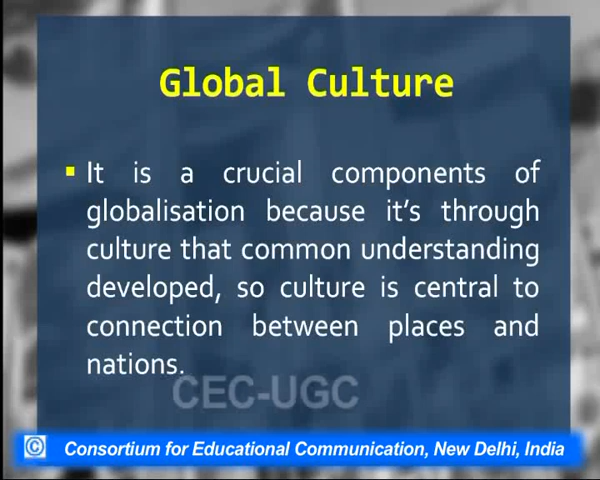 Global Culture
▪ It is a crucial components of
globalisation because it’s through
culture that common understanding
developed, so culture is central to
connection between places and
nations.
CEC-UGC
© Consortium for Educational Communication, New Delhi, India